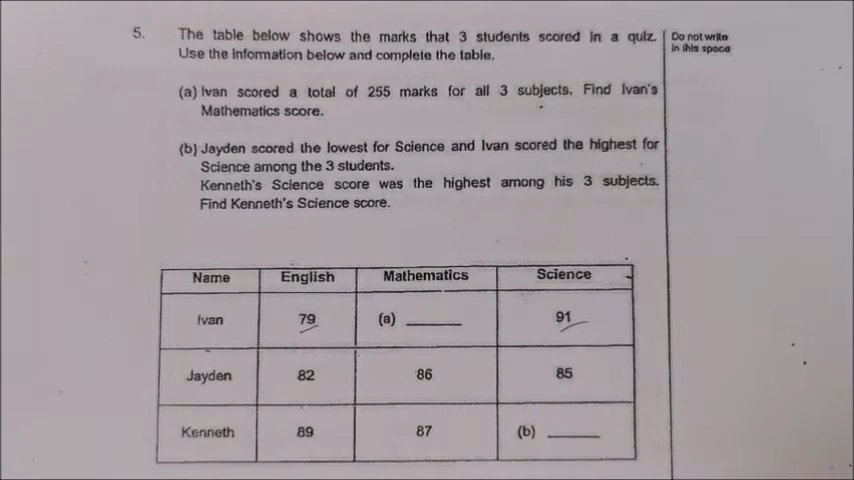 5. The table below shows the marks that 3 students scored in a quiz.
Use the information below and complete the table.
Do not write
in this space
(a) Ivan scored a total of 255 marks for all 3 subjects. Find Ivan's
Mathematics score.
(b) Jayden scored the lowest for Science and Ivan scored the highest for
Science among the 3 students.
Kenneth's Science score was the highest among his 3 subjects.
Find Kenneth's Science score.
Name English Mathematics Science
Ivan 79 (a) ______ 91
Jayden 82 86 85
Kenneth 89 87 (b) ______